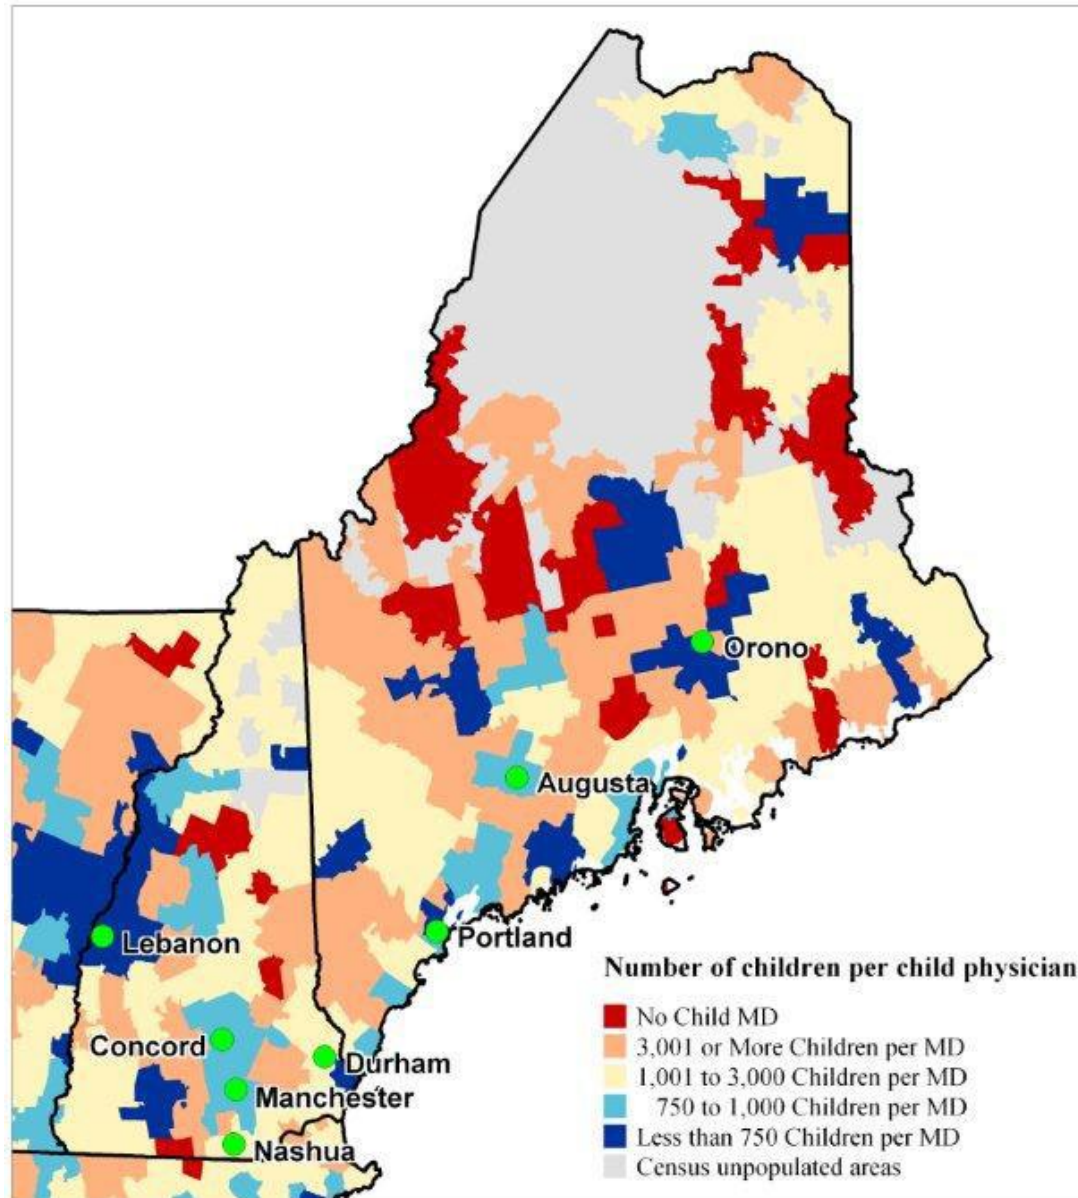 Orono
Augusta
Lebanon
Portland
Concord
Durham
Manchester
Nashua
Number of children per child physician
No Child MD
3,001 or More Children per MD
1,001 to 3,000 Children per MD
750 to 1,000 Children per MD
Less than 750 Children per MD
Census unpopulated areas